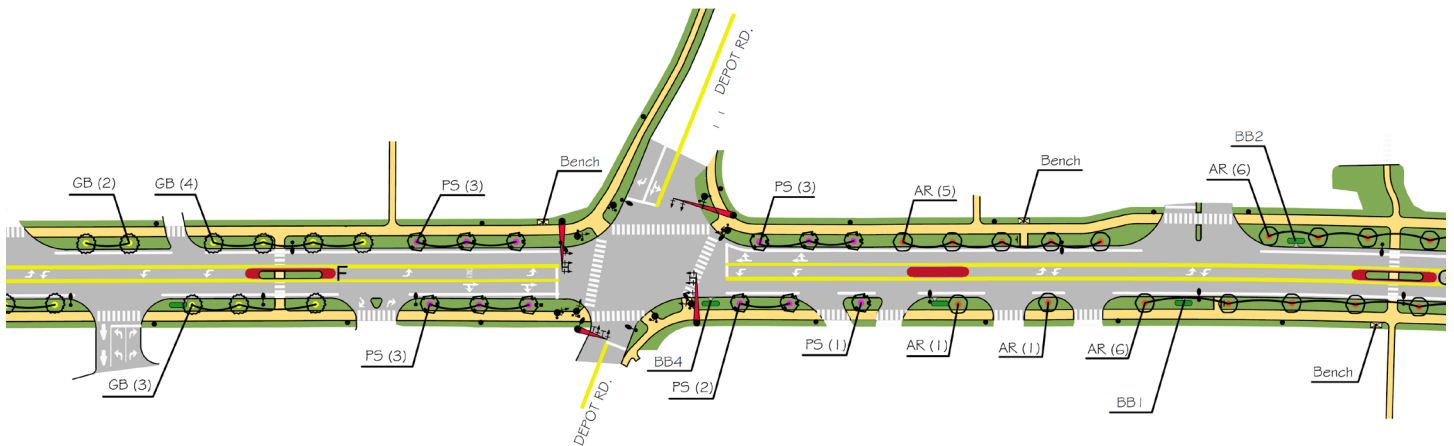 DEPOT RD.
BB2
Bench
Bench
AR (6)
GB (2)
GB (4)
PS (3)
PS (3)
AR (5)
F
PS (3)
PS (1)
AR (1)
AR (1)
AR (6)
BB4
Bench
GB (3)
PS (2)
BB1
DEPOT RD.